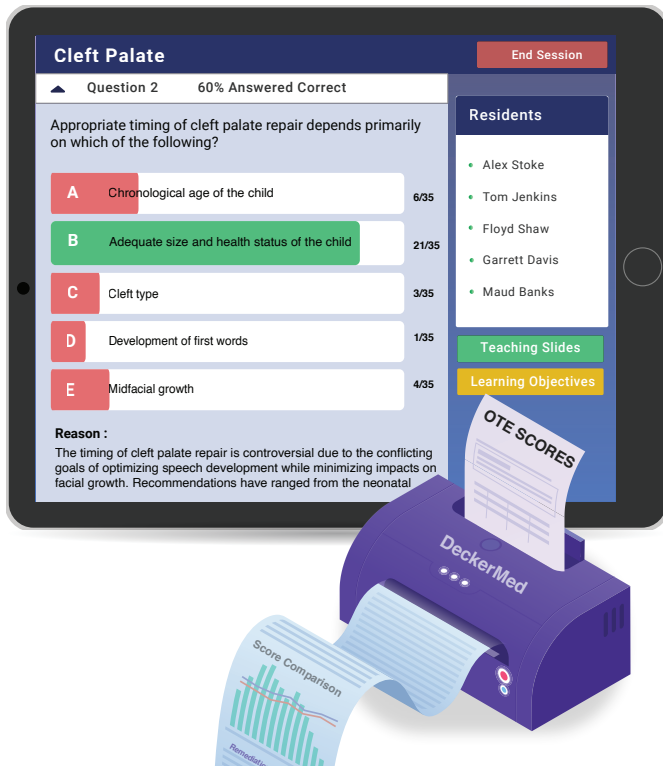 Cleft Palate
End Session
Question 2 60% Answered Correct
Appropriate timing of cleft palate repair depends primarily
on which of the following?
A Chronological age of the child 6/35
B Adequate size and health status of the child 21/35
C Cleft type 3/35
D Development of first words 1/35
E Midfacial growth 4/35
Reason :
The timing of cleft palate repair is controversial due to the conflicting
goals of optimizing speech development while minimizing impacts on
facial growth. Recommendations have ranged from the neonatal
Residents
Alex Stoke
Tom Jenkins
Floyd Shaw
Garrett Davis
Maud Banks
Teaching Slides
Learning Objectives
OTE SCORES
DeckerMed
Score Comparison